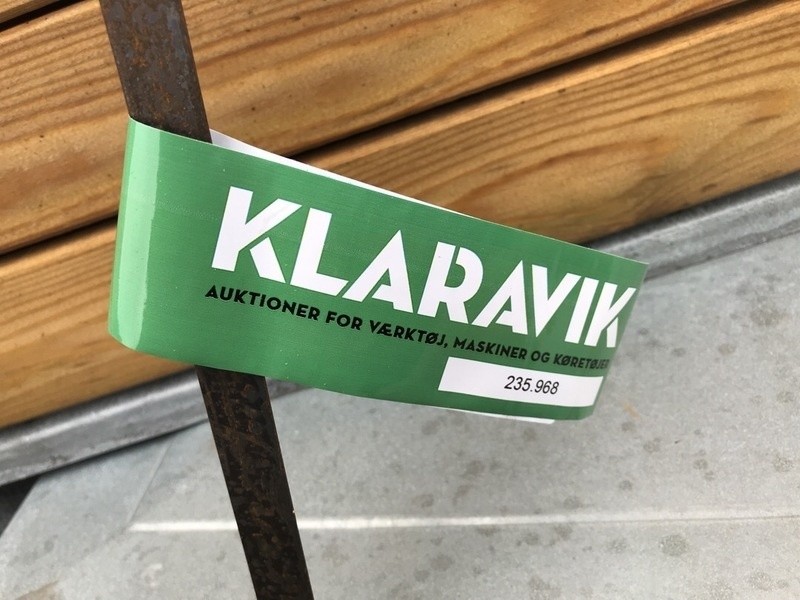 KLARAVIK
AUKTIONER FOR VÆRKTØJ, MASKINER OG KØRETØJER
235.968